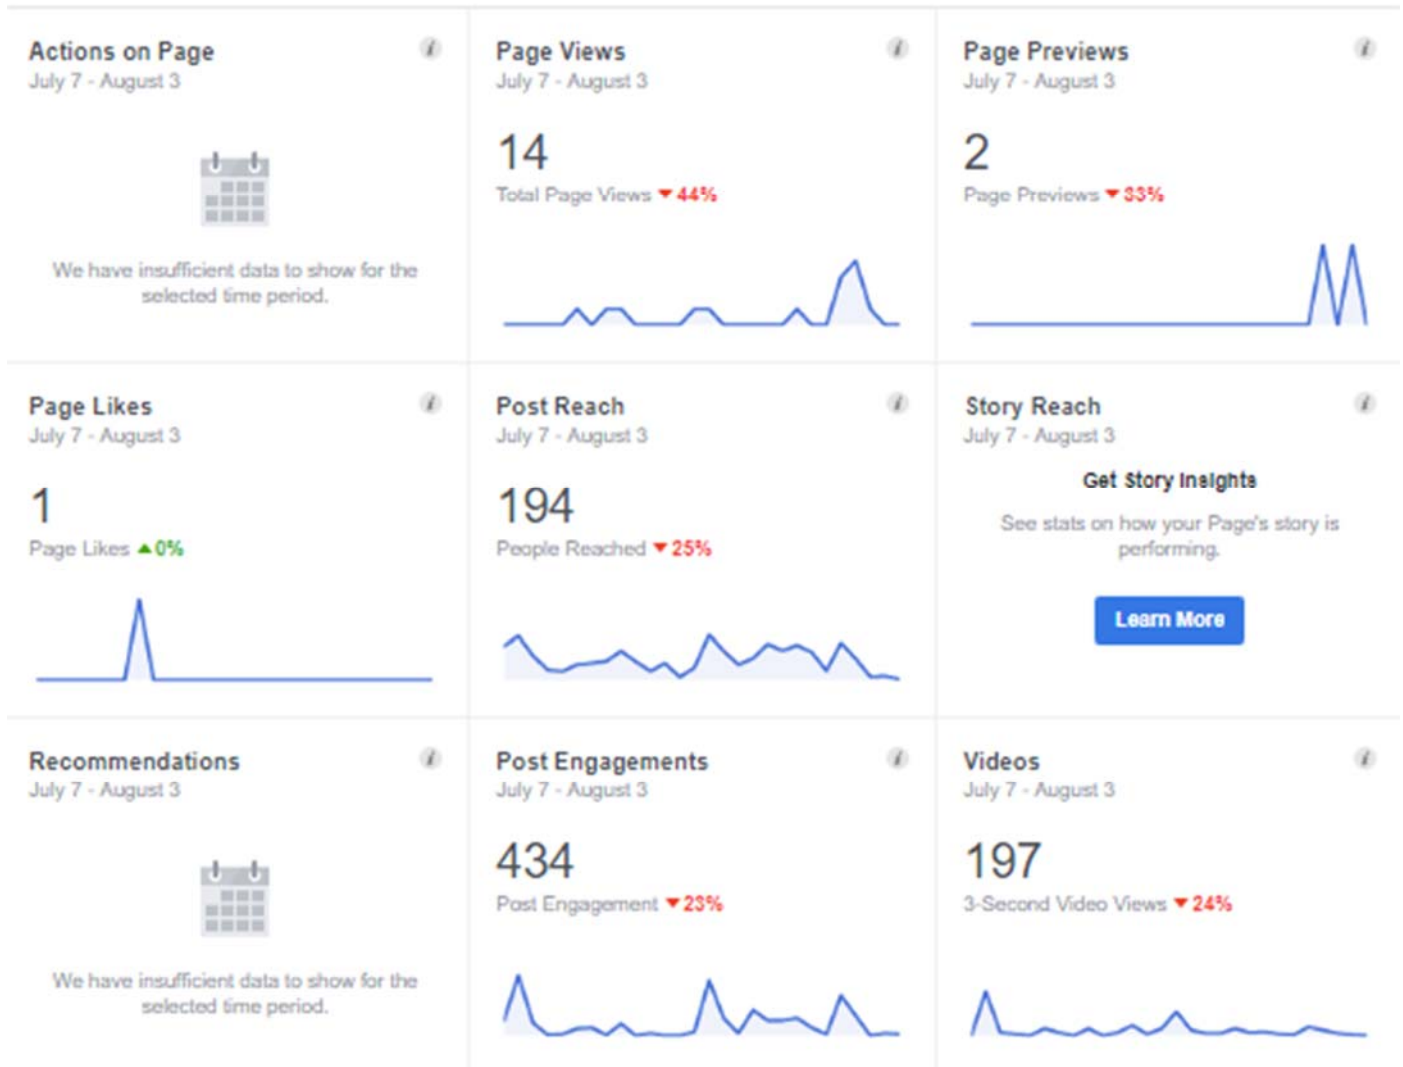 Actions on Page
July 7 - August 3
We have insufficient data to show for the
selected time period.
Page Views
July 7 - August 3
14
Total Page Views ▼ 44%
Page Previews
July 7 - August 3
2
Page Previews ▼ 33%
Page Likes
July 7 - August 3
1
Page Likes ▲ 0%
Post Reach
July 7 - August 3
194
People Reached ▼ 25%
Story Reach
July 7 - August 3
Get Story Insights
See stats on how your Page's story is
performing.
Learn More
Recommendations
July 7 - August 3
We have insufficient data to show for the
selected time period.
Post Engagements
July 7 - August 3
434
Post Engagement ▼ 23%
Videos
July 7 - August 3
197
3-Second Video Views ▼ 24%